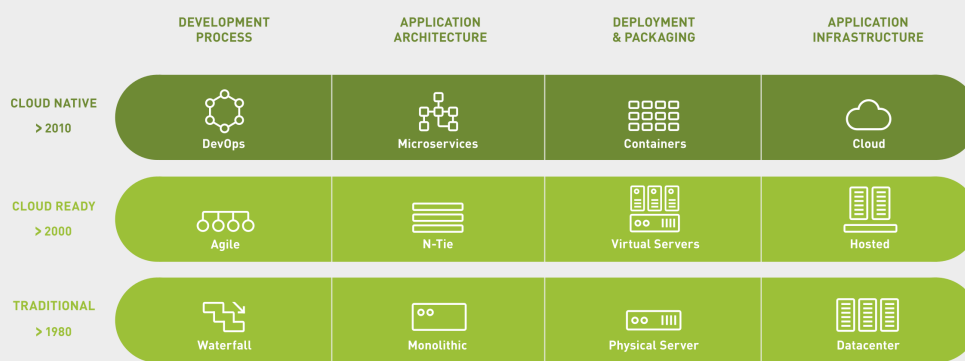 DEVELOPMENT
PROCESS
APPLICATION
ARCHITECTURE
DEPLOYMENT
& PACKAGING
APPLICATION
INFRASTRUCTURE
CLOUD NATIVE
> 2010
DevOps
Microservices
Containers
Cloud
CLOUD READY
> 2000
Agile
N-Tie
Virtual Servers
Hosted
TRADITIONAL
> 1980
Waterfall
Monolithic
Physical Server
Datacenter